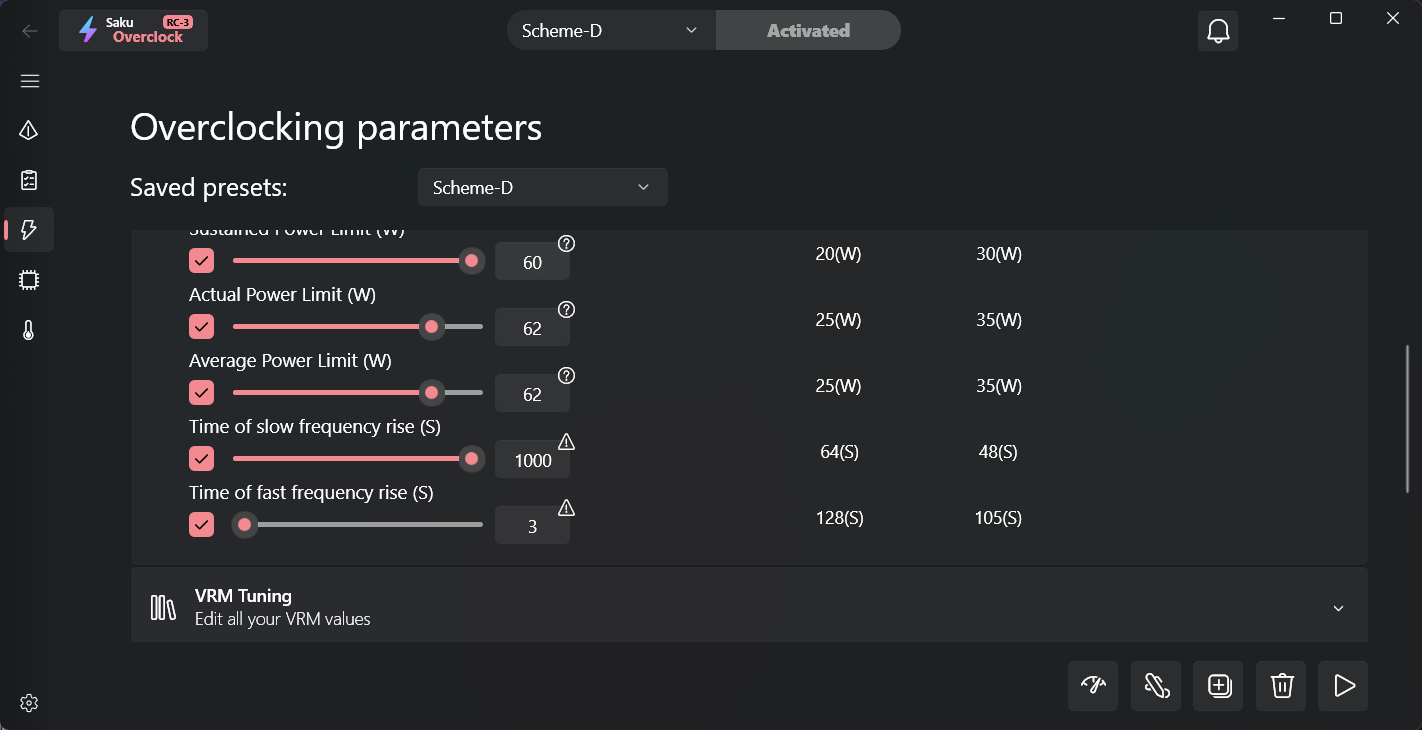 Saku RC-3
Overclock
Scheme-D
Activated
Overclocking parameters
Saved presets:
Scheme-D
Sustained Power Limit (W)
60
20(W)
30(W)
Actual Power Limit (W)
62
25(W)
35(W)
Average Power Limit (W)
62
25(W)
35(W)
Time of slow frequency rise (S)
1000
64(S)
48(S)
Time of fast frequency rise (S)
3
128(S)
105(S)
VRM Tuning
Edit all your VRM values